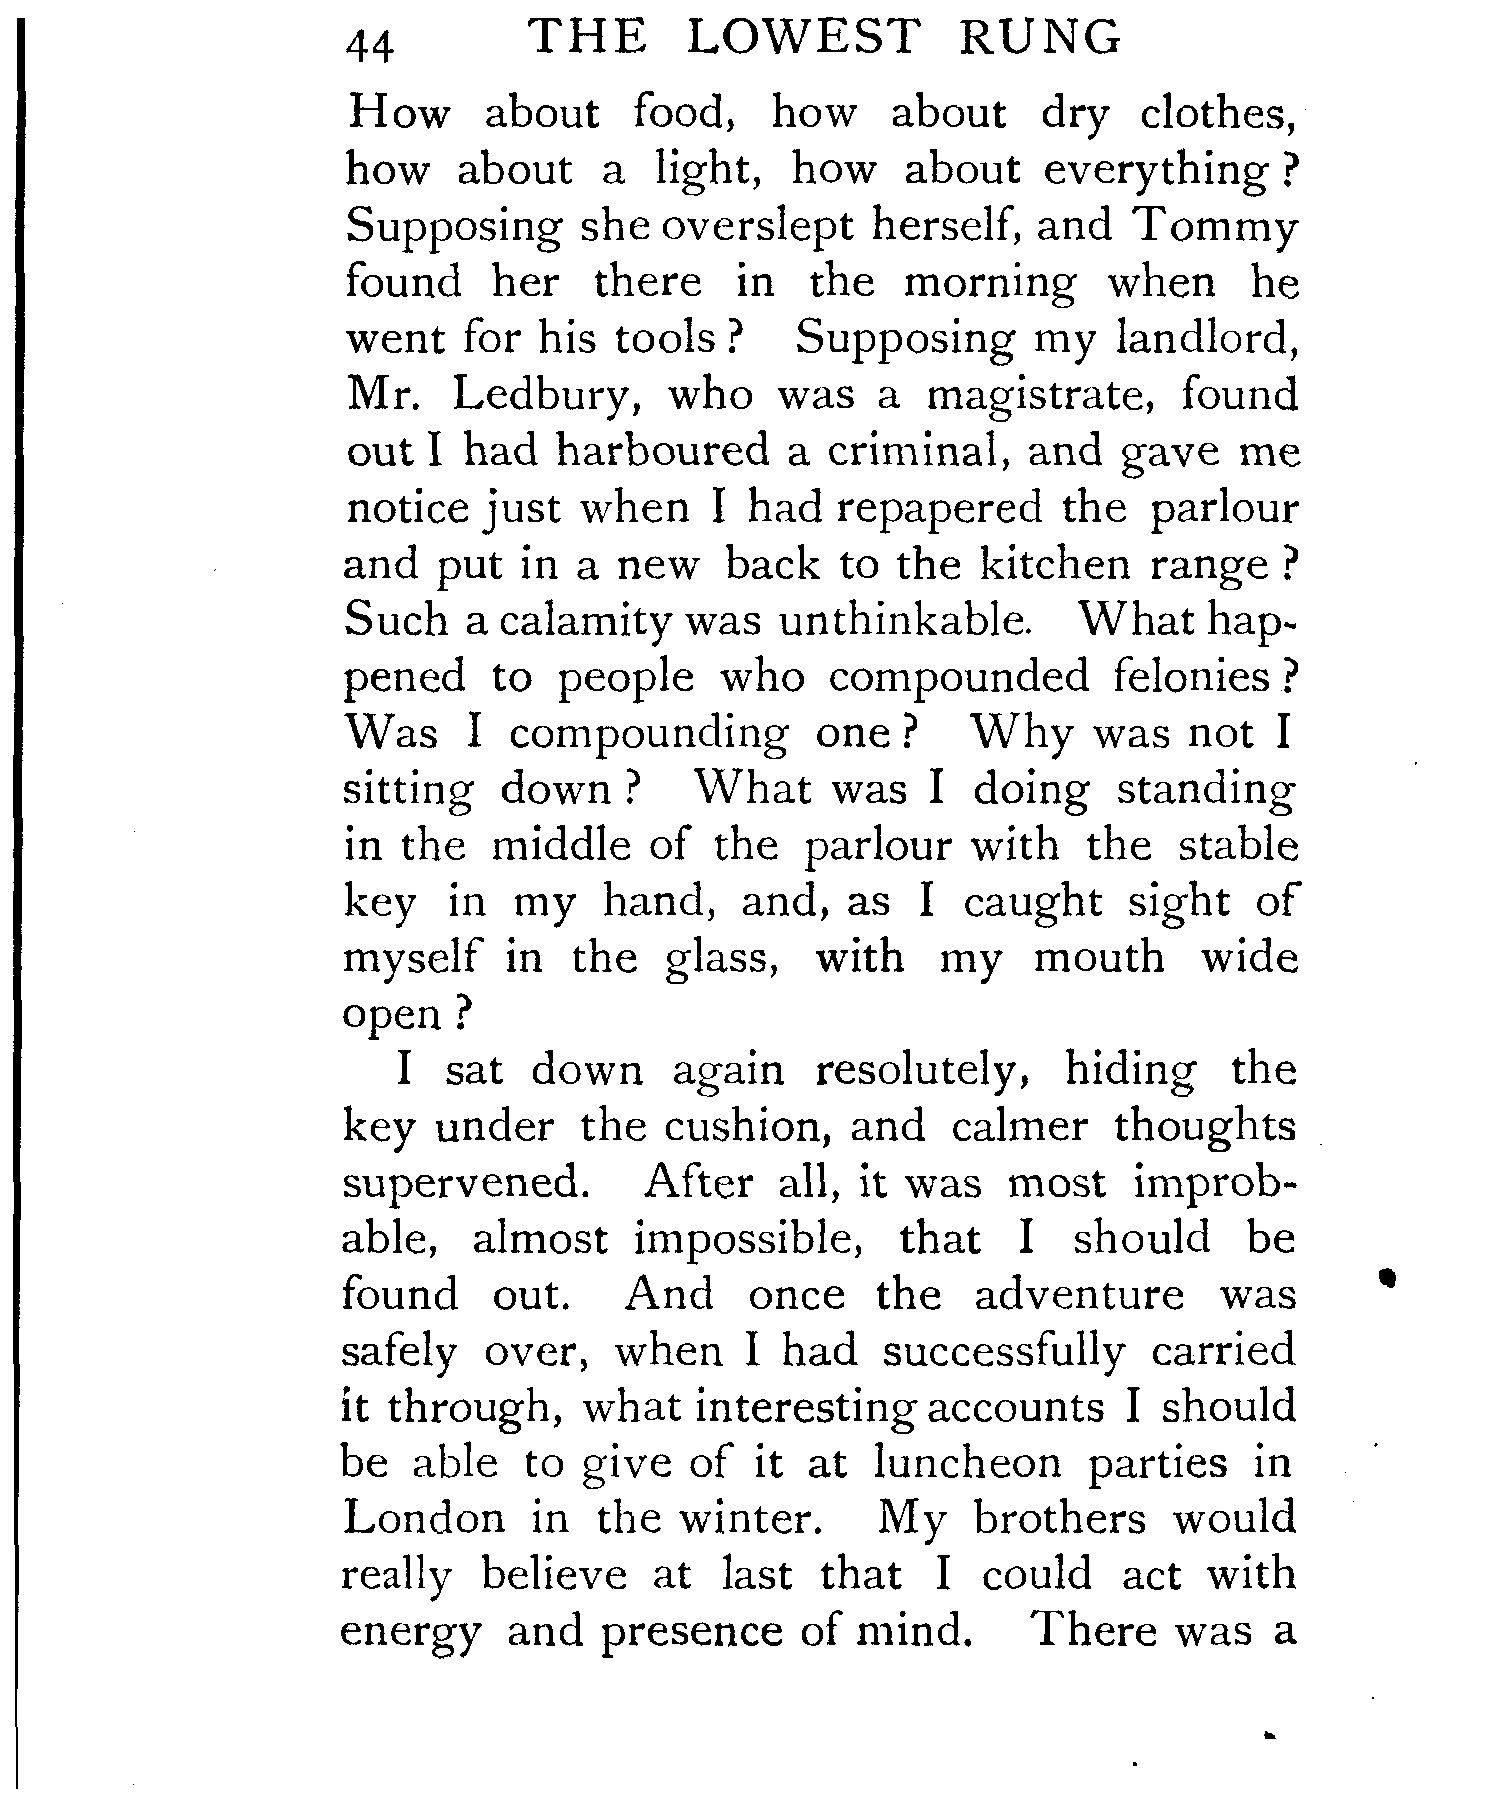 44 THE LOWEST RUNG
How about food, how about dry clothes,
how about a light, how about everything ?
Supposing she overslept herself, and Tommy
found her there in the morning when he
went for his tools ? Supposing my landlord,
Mr. Ledbury, who was a magistrate, found
out I had harboured a criminal, and gave me
notice just when I had repapered the parlour
and put in a new back to the kitchen range ?
Such a calamity was unthinkable. What hap-
pened to people who compounded felonies ?
Was I compounding one ? Why was not I
sitting down ? What was I doing standing
in the middle of the parlour with the stable
key in my hand, and, as I caught sight of
myself in the glass, with my mouth wide
open ?
I sat down again resolutely, hiding the
key under the cushion, and calmer thoughts
supervened. After all, it was most improb-
able, almost impossible, that I should be
found out. And once the adventure was
safely over, when I had successfully carried
it through, what interesting accounts I should
be able to give of it at luncheon parties in
London in the winter. My brothers would
really believe at last that I could act with
energy and presence of mind. There was a